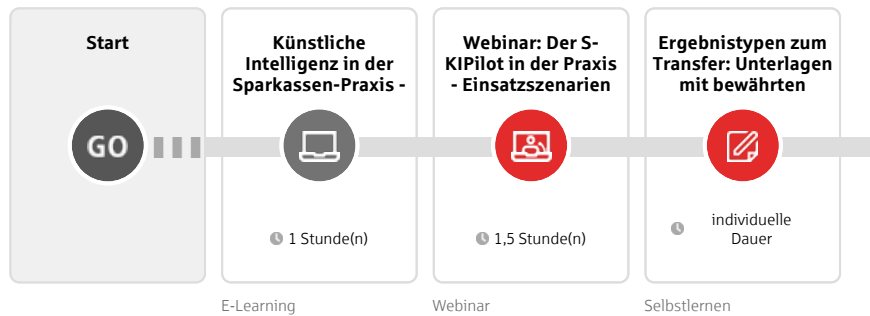 Start
GO
Künstliche
Intelligenz in der
Sparkassen-Praxis -
1 Stunde(n)
E-Learning
Webinar: Der S-
KIPilot in der Praxis
- Einsatzszenarien
1,5 Stunde(n)
Webinar
Ergebnistypen zum
Transfer: Unterlagen
mit bewährten
individuelle
Dauer
Selbstlernen